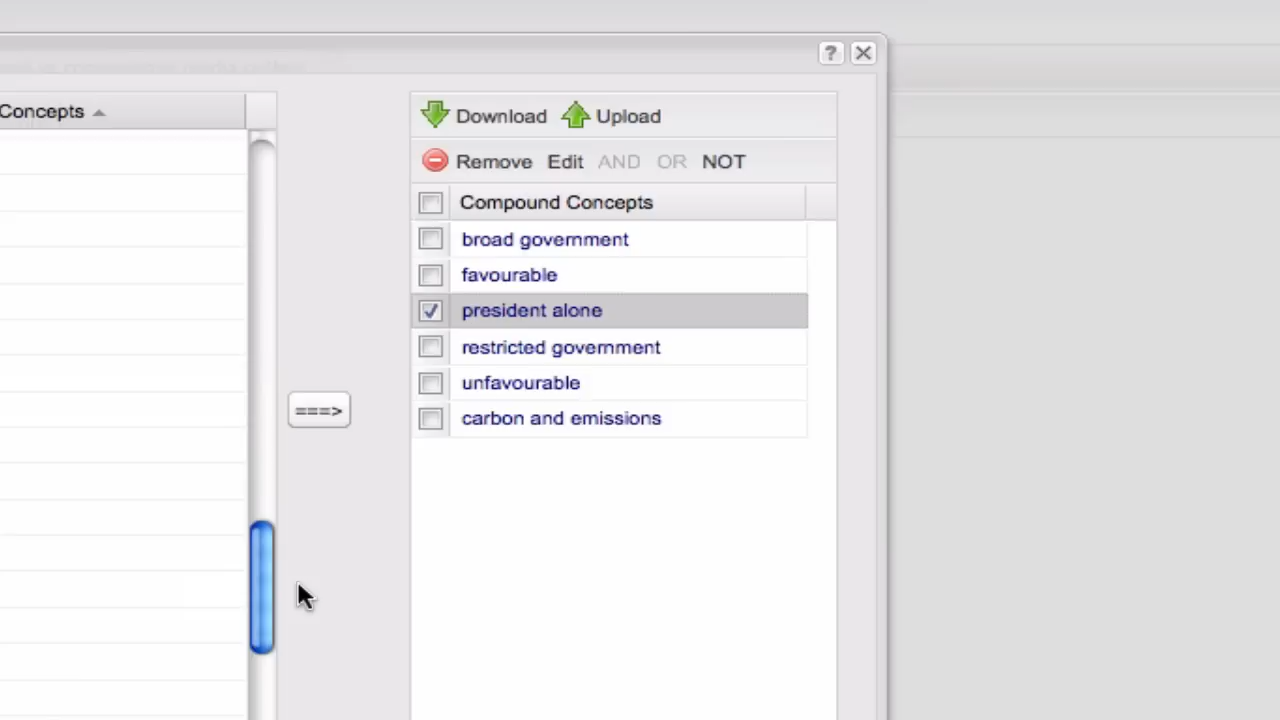 ?
Concepts
Download Upload
Remove Edit AND OR NOT
Compound Concepts
broad government
favourable
president alone
restricted government
unfavourable
carbon and emissions
===>